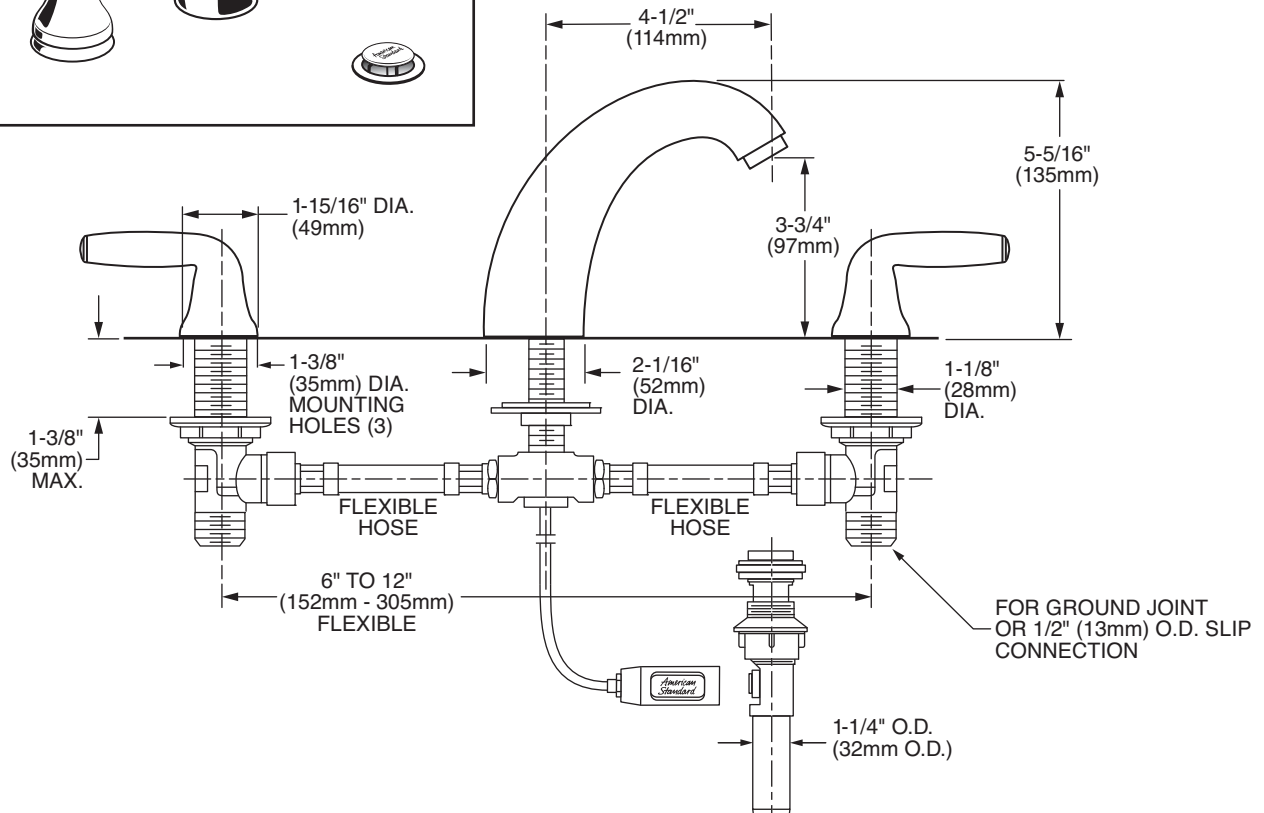 American
Standard
4-1/2"
(114mm)
5-5/16"
(135mm)
1-15/16" DIA.
(49mm)
3-3/4"
(97mm)
1-3/8"
(35mm) DIA.
MOUNTING
HOLES (3)
2-1/16"
(52mm)
DIA.
1-1/8"
(28mm)
DIA.
1-3/8"
(35mm)
MAX.
FLEXIBLE
HOSE
FLEXIBLE
HOSE
6" TO 12"
(152mm - 305mm)
FLEXIBLE
FOR GROUND JOINT
OR 1/2" (13mm) O.D. SLIP
CONNECTION
American
Standard
1-1/4" O.D.
(32mm O.D.)